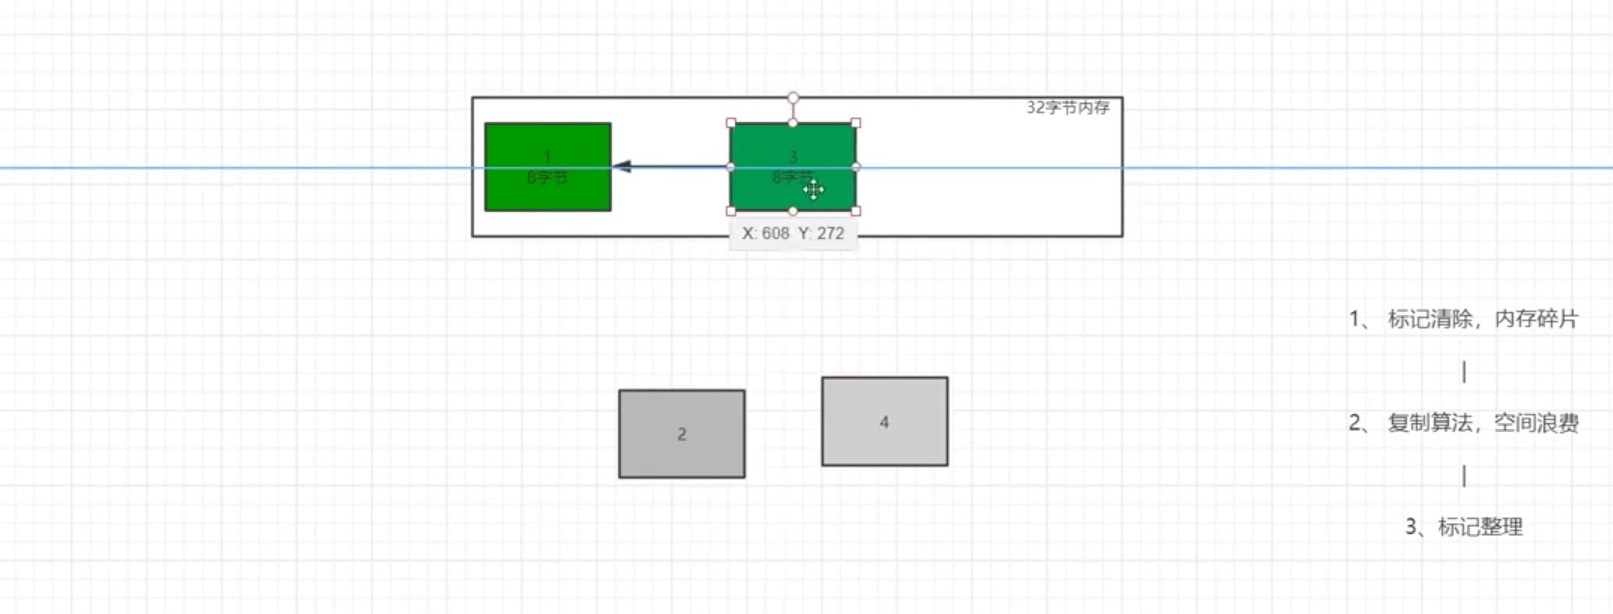 32字节内存
1
8字节
3
8字节
X: 608 Y: 272
1、 标记清除，内存碎片
|
2、 复制算法，空间浪费
|
3、标记整理
2
4